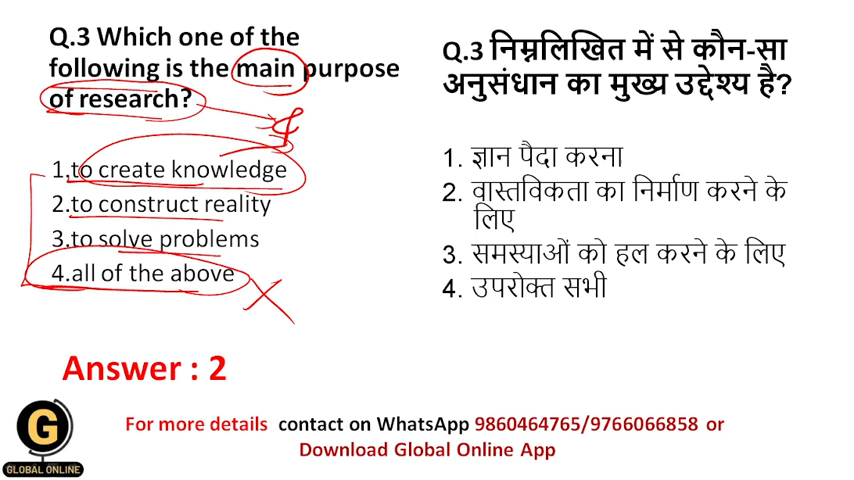 Q.3 Which one of the
following is the main purpose
of research?
1,to create knowledge
2.to construct reality
3.to solve problems
4.all of the above
Answer : 2
Q.3 निम्नलिखित में से कौन-सा
अनुसंधान का मुख्य उद्देश्य है?
1. ज्ञान पैदा करना
2. वास्तविकता का निर्माण करने के
लिए
3. समस्याओं को हल करने के लिए
4. उपरोक्त सभी
G
GLOBAL ONLINE
For more details contact on WhatsApp 9860464765/9766066858 or
Download Global Online App